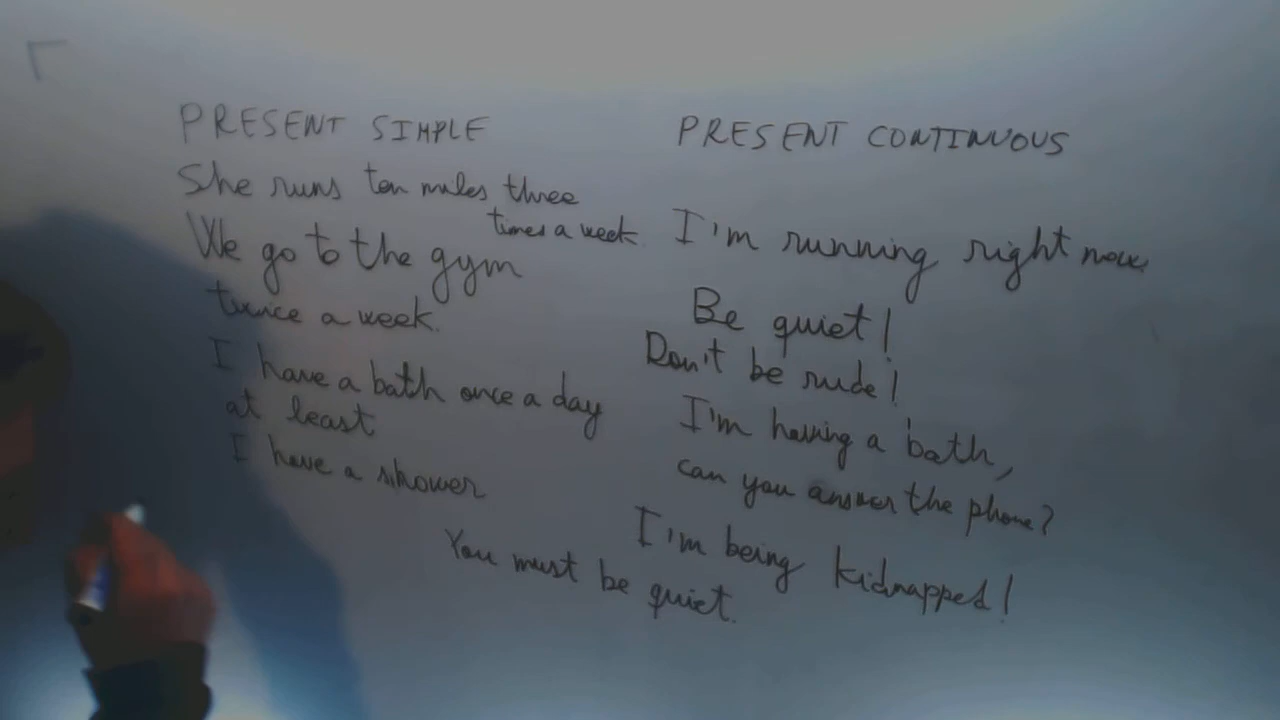 PRESENT SIMPLE
She runs ten miles three
times a week.
We go to the gym
twice a week.
I have a bath once a day
at least
I have a shower
You must be quiet.
PRESENT CONTINUOUS
I'm running right now.
Be quiet!
Don't be rude!
I'm having a bath,
can you answer the phone?
I'm being kidnapped!